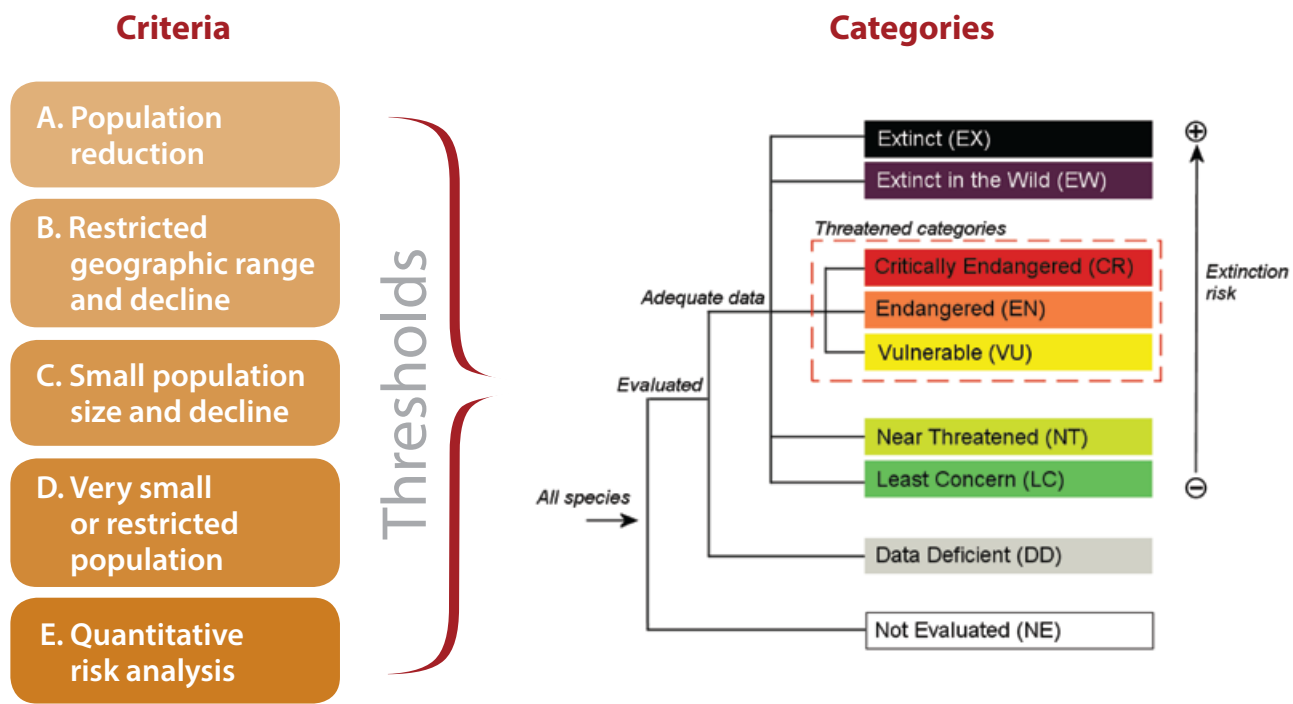 Criteria
Categories
A. Population
reduction
B. Restricted
geographic range
and decline
C. Small population
size and decline
D. Very small
or restricted
population
E. Quantitative
risk analysis
Thresholds
All species
Evaluated
Adequate data
Threatened categories
Extinct (EX)
Extinct in the Wild (EW)
Critically Endangered (CR)
Endangered (EN)
Vulnerable (VU)
Near Threatened (NT)
Least Concern (LC)
Data Deficient (DD)
Not Evaluated (NE)
+
Extinction
risk
−